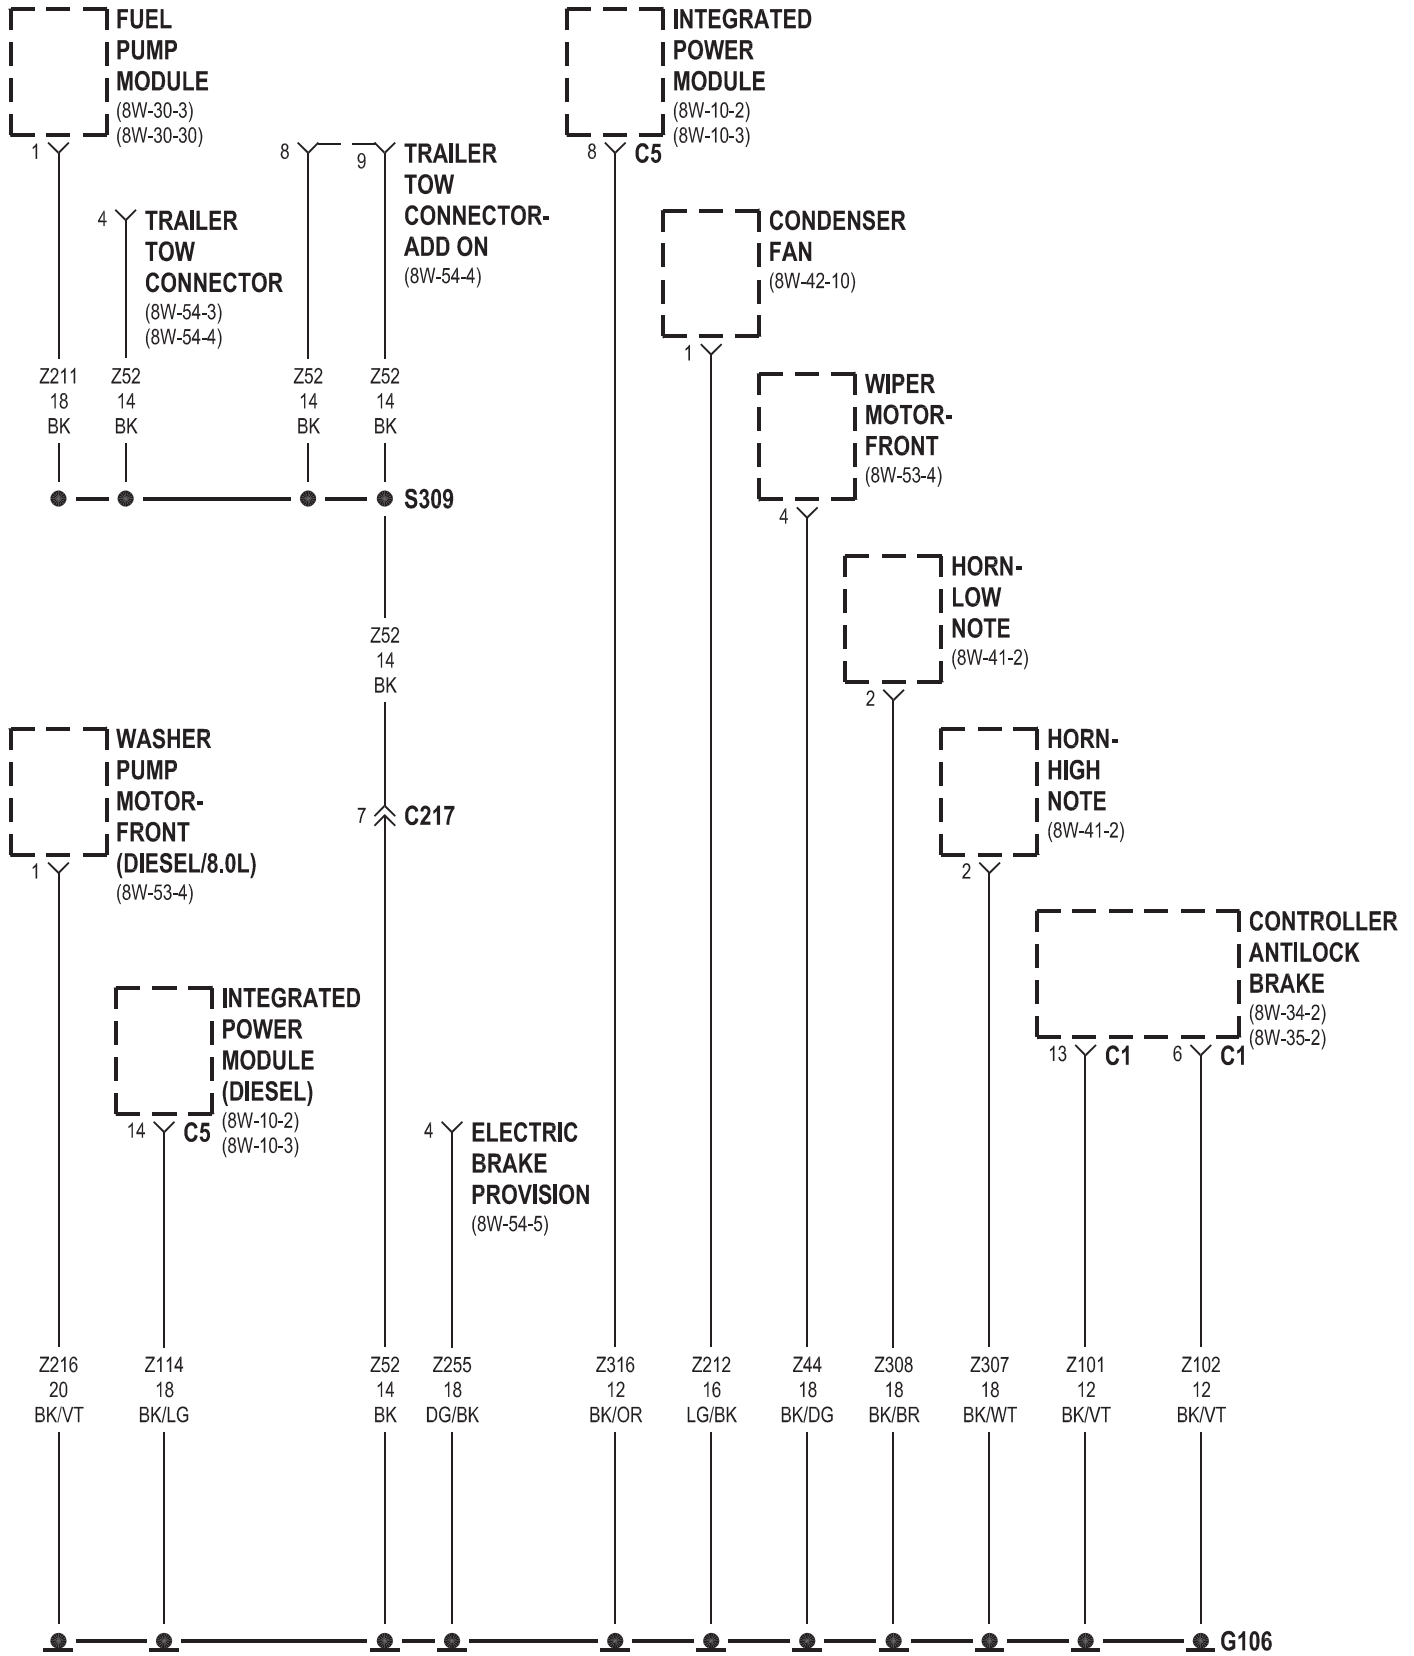 FUEL
PUMP
MODULE
(8W-30-3)
(8W-30-30)
1
INTEGRATED
POWER
MODULE
(8W-10-2)
(8W-10-3)
8 C5
8
9
TRAILER
TOW
CONNECTOR-
ADD ON
(8W-54-4)
4
TRAILER
TOW
CONNECTOR
(8W-54-3)
(8W-54-4)
CONDENSER
FAN
(8W-42-10)
1
Z211
18
BK
Z52
14
BK
Z52
14
BK
Z52
14
BK
S309
WIPER
MOTOR-
FRONT
(8W-53-4)
4
HORN-
LOW
NOTE
(8W-41-2)
2
Z52
14
BK
WASHER
PUMP
MOTOR-
FRONT
(DIESEL/8.0L)
(8W-53-4)
1
7 C217
HORN-
HIGH
NOTE
(8W-41-2)
2
CONTROLLER
ANTILOCK
BRAKE
(8W-34-2)
(8W-35-2)
13 C1
6 C1
INTEGRATED
POWER
MODULE
(DIESEL)
(8W-10-2)
(8W-10-3)
14 C5
4
ELECTRIC
BRAKE
PROVISION
(8W-54-5)
Z216
20
BK/VT
Z114
18
BK/LG
Z52
14
BK
Z255
18
DG/BK
Z316
12
BK/OR
Z212
16
LG/BK
Z44
18
BK/DG
Z308
18
BK/BR
Z307
18
BK/WT
Z101
12
BK/VT
Z102
12
BK/VT
G106